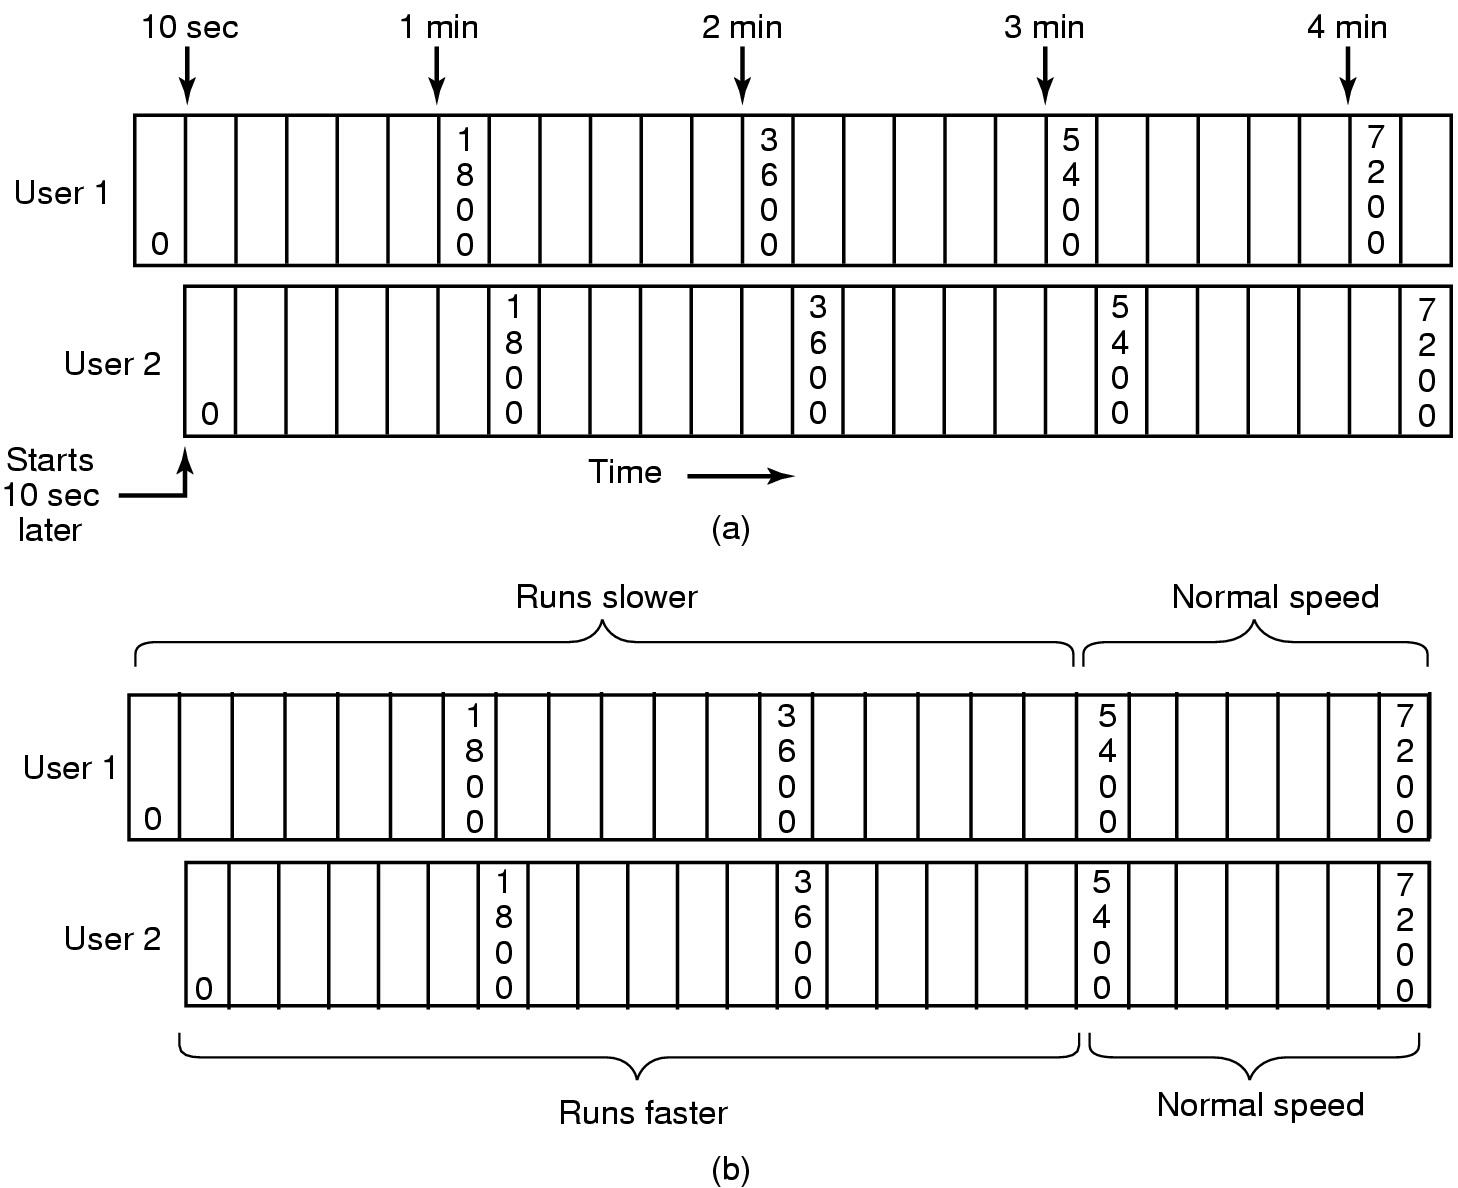 10 sec 1 min 2 min 3 min 4 min
User 1 0 1800 3600 5400 7200
User 2 0 1800 3600 5400 7200
Starts
10 sec
later
Time
(a)
Runs slower Normal speed
User 1 0 1800 3600 5400 7200
User 2 0 1800 3600 5400 7200
Runs faster Normal speed
(b)